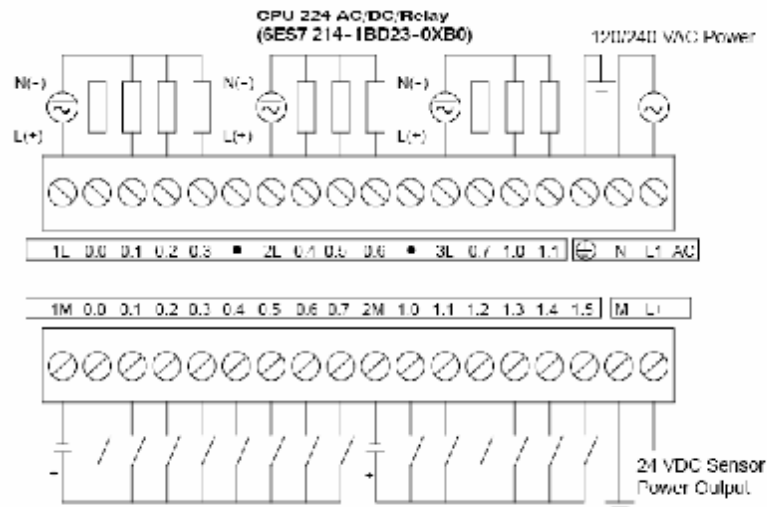 CPU 224 AC/DC/Relay
(6ES7 214-1BD23-0XB0)
120/240 VAC Power
N(-) N(-) N(-)
L(+) L(+) L(+)
1L 0.0 0.1 0.2 0.3 ● 2L 0.4 0.5 0.6 ● 3L 0.7 1.0 1.1 N L1 AC
1M 0.0 0.1 0.2 0.3 0.4 0.5 0.6 0.7 2M 1.0 1.1 1.2 1.3 1.4 1.5 M L+
+ +
24 VDC Sensor
Power Output